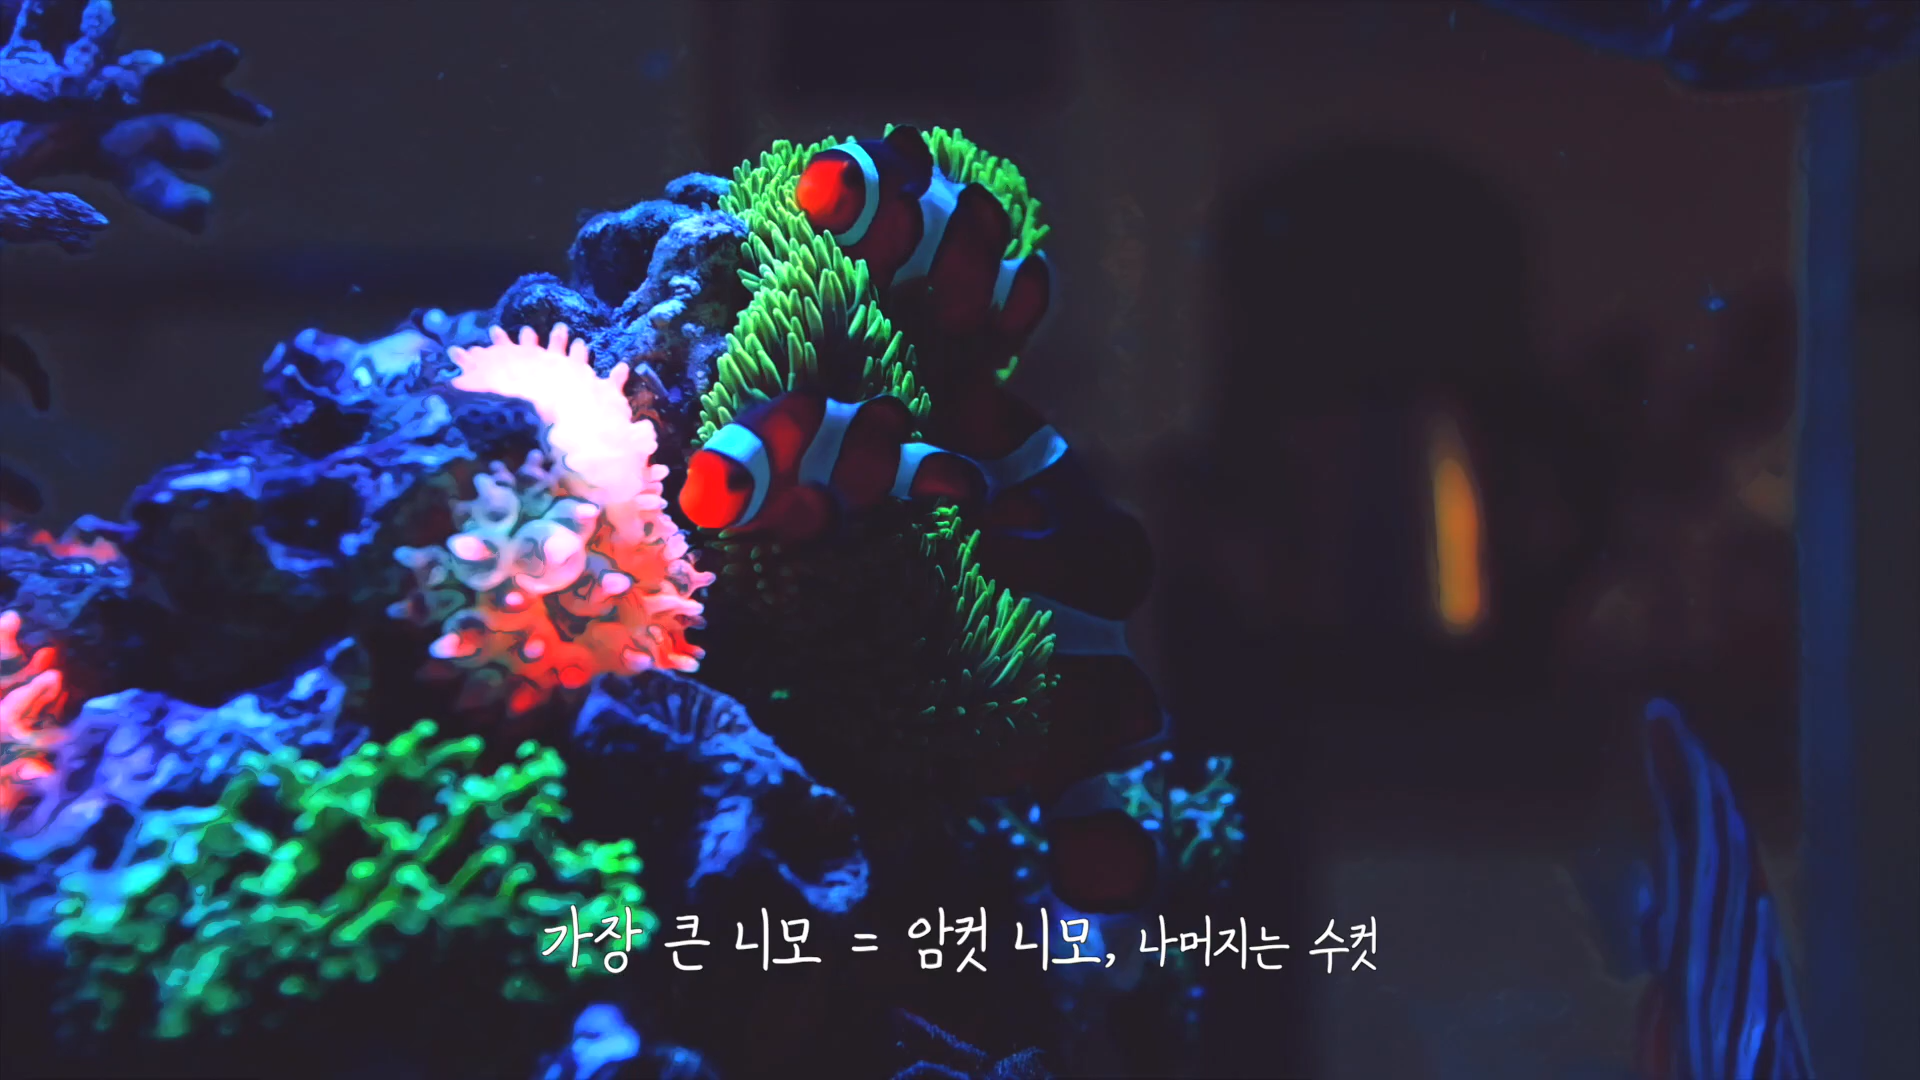 가장 큰 니모 = 암컷 니모, 나머지는 수컷